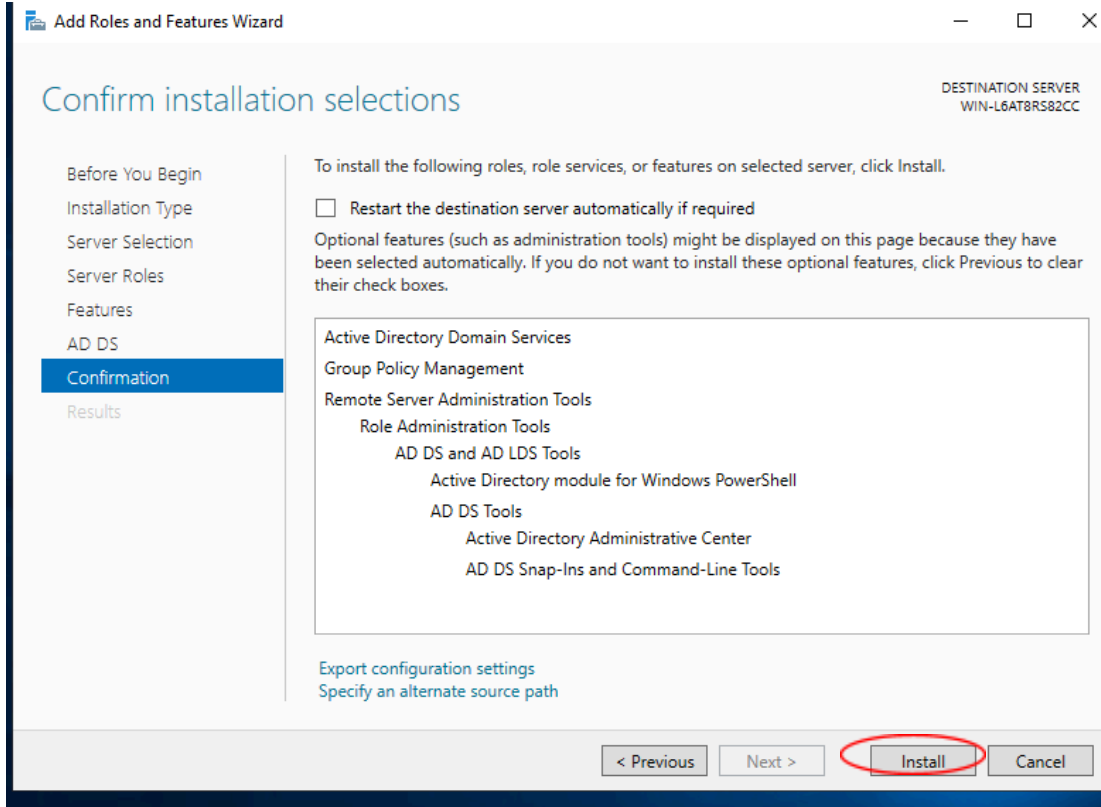 Add Roles and Features Wizard
Confirm installation selections
DESTINATION SERVER
WIN-L6AT8RS82CC
Before You Begin
Installation Type
Server Selection
Server Roles
Features
AD DS
Confirmation
Results
To install the following roles, role services, or features on selected server, click Install.
Restart the destination server automatically if required
Optional features (such as administration tools) might be displayed on this page because they have
been selected automatically. If you do not want to install these optional features, click Previous to clear
their check boxes.
Active Directory Domain Services
Group Policy Management
Remote Server Administration Tools
Role Administration Tools
AD DS and AD LDS Tools
Active Directory module for Windows PowerShell
AD DS Tools
Active Directory Administrative Center
AD DS Snap-Ins and Command-Line Tools
Export configuration settings
Specify an alternate source path
< Previous
Next >
Install
Cancel